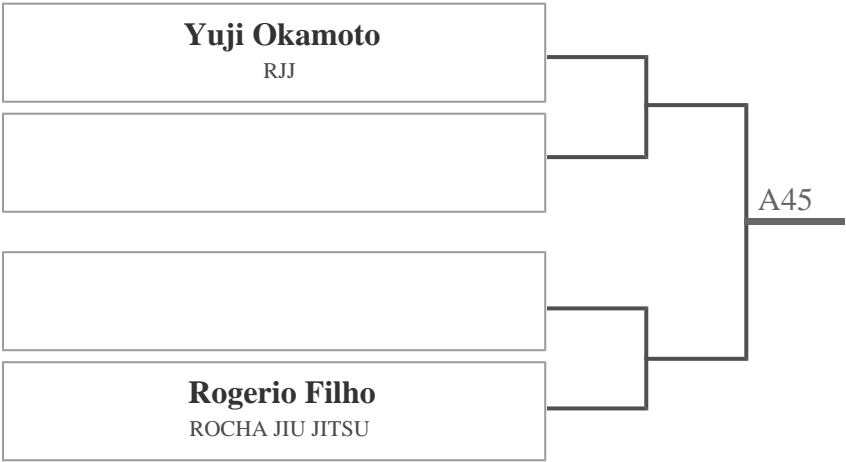 Yuji Okamoto
RJJ
A45
Rogerio Filho
ROCHA JIU JITSU